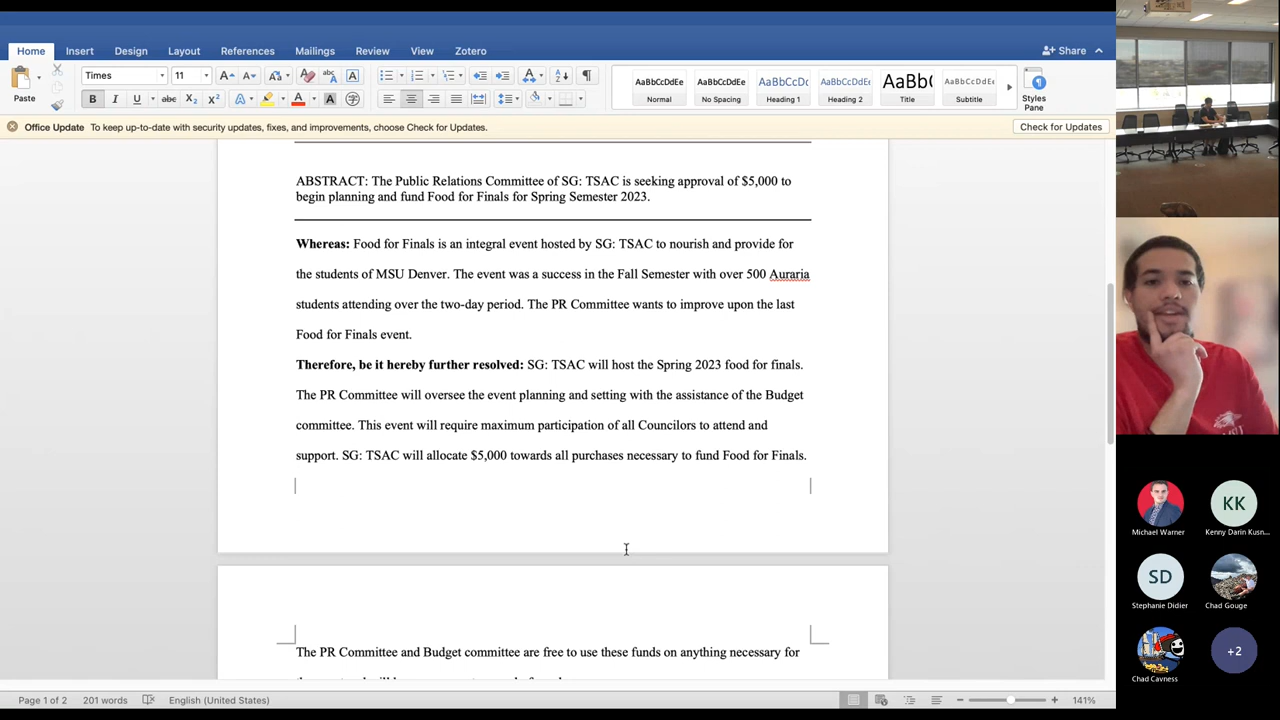 Home Insert Design Layout References Mailings Review View Zotero Share
Paste
Times 11
B I U abc X₂ X²
AaBbCcDdEe AaBbCcDdEe AaBbCcDc AaBbCcDdEe AaBb( AaBbCcDdEe
Normal No Spacing Heading 1 Heading 2 Title Subtitle
Styles
Pane
Office Update To keep up-to-date with security updates, fixes, and improvements, choose Check for Updates. Check for Updates
ABSTRACT: The Public Relations Committee of SG: TSAC is seeking approval of $5,000 to
begin planning and fund Food for Finals for Spring Semester 2023.
Whereas: Food for Finals is an integral event hosted by SG: TSAC to nourish and provide for
the students of MSU Denver. The event was a success in the Fall Semester with over 500 Auraria
students attending over the two-day period. The PR Committee wants to improve upon the last
Food for Finals event.
Therefore, be it hereby further resolved: SG: TSAC will host the Spring 2023 food for finals.
The PR Committee will oversee the event planning and setting with the assistance of the Budget
committee. This event will require maximum participation of all Councilors to attend and
support. SG: TSAC will allocate $5,000 towards all purchases necessary to fund Food for Finals.
The PR Committee and Budget committee are free to use these funds on anything necessary for
Page 1 of 2 201 words English (United States) 141%
KK
Michael Warner Kenny Darin Kusn...
SD
Stephanie Didier Chad Gouge
+2
Chad Cavness